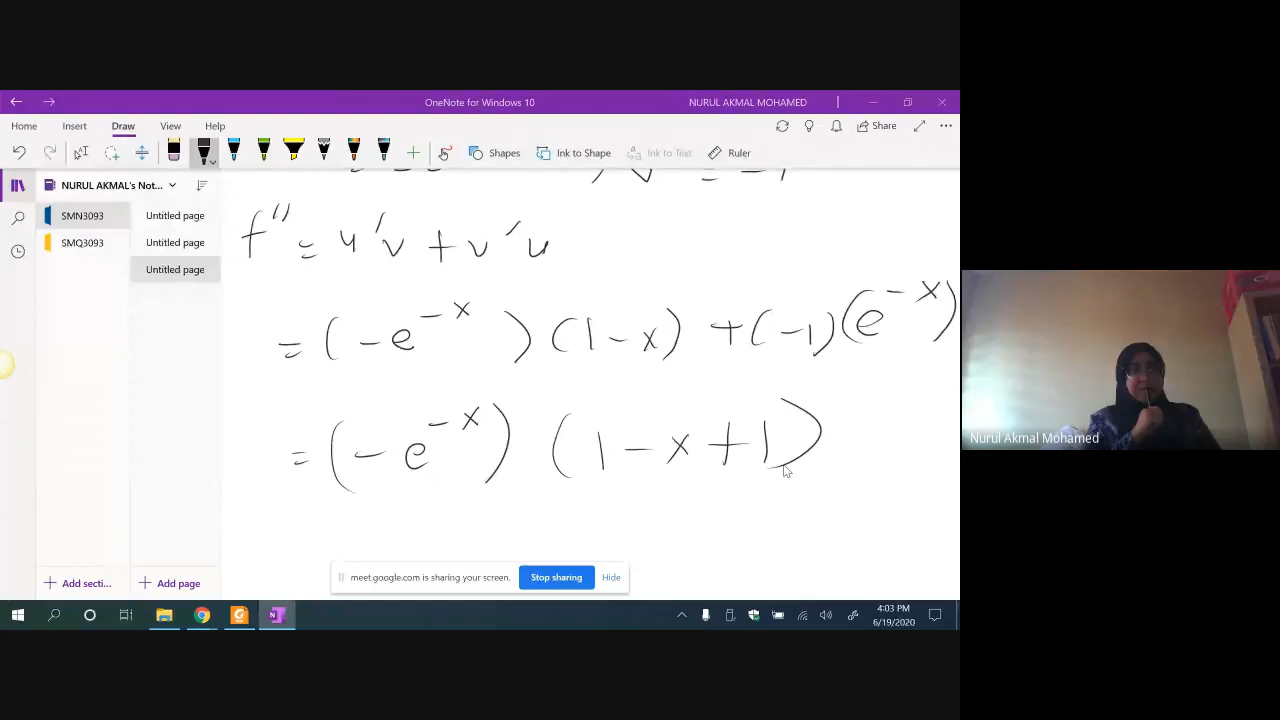 OneNote for Windows 10 NURUL AKMAL MOHAMED
Home Insert Draw View Help Share
Shapes Ink to Shape Ink to Text Ruler
NURUL AKMAL's Not...
SMN3093 Untitled page
SMQ3093 Untitled page
Untitled page
f'' = u'v + v'u
= (-e^{-x}) (1-x) + (-1)(e^{-x})
= (-e^{-x}) (1-x+1)
Nurul Akmal Mohamed
meet.google.com is sharing your screen. Stop sharing Hide
Add secti... Add page
4:03 PM
6/19/2020